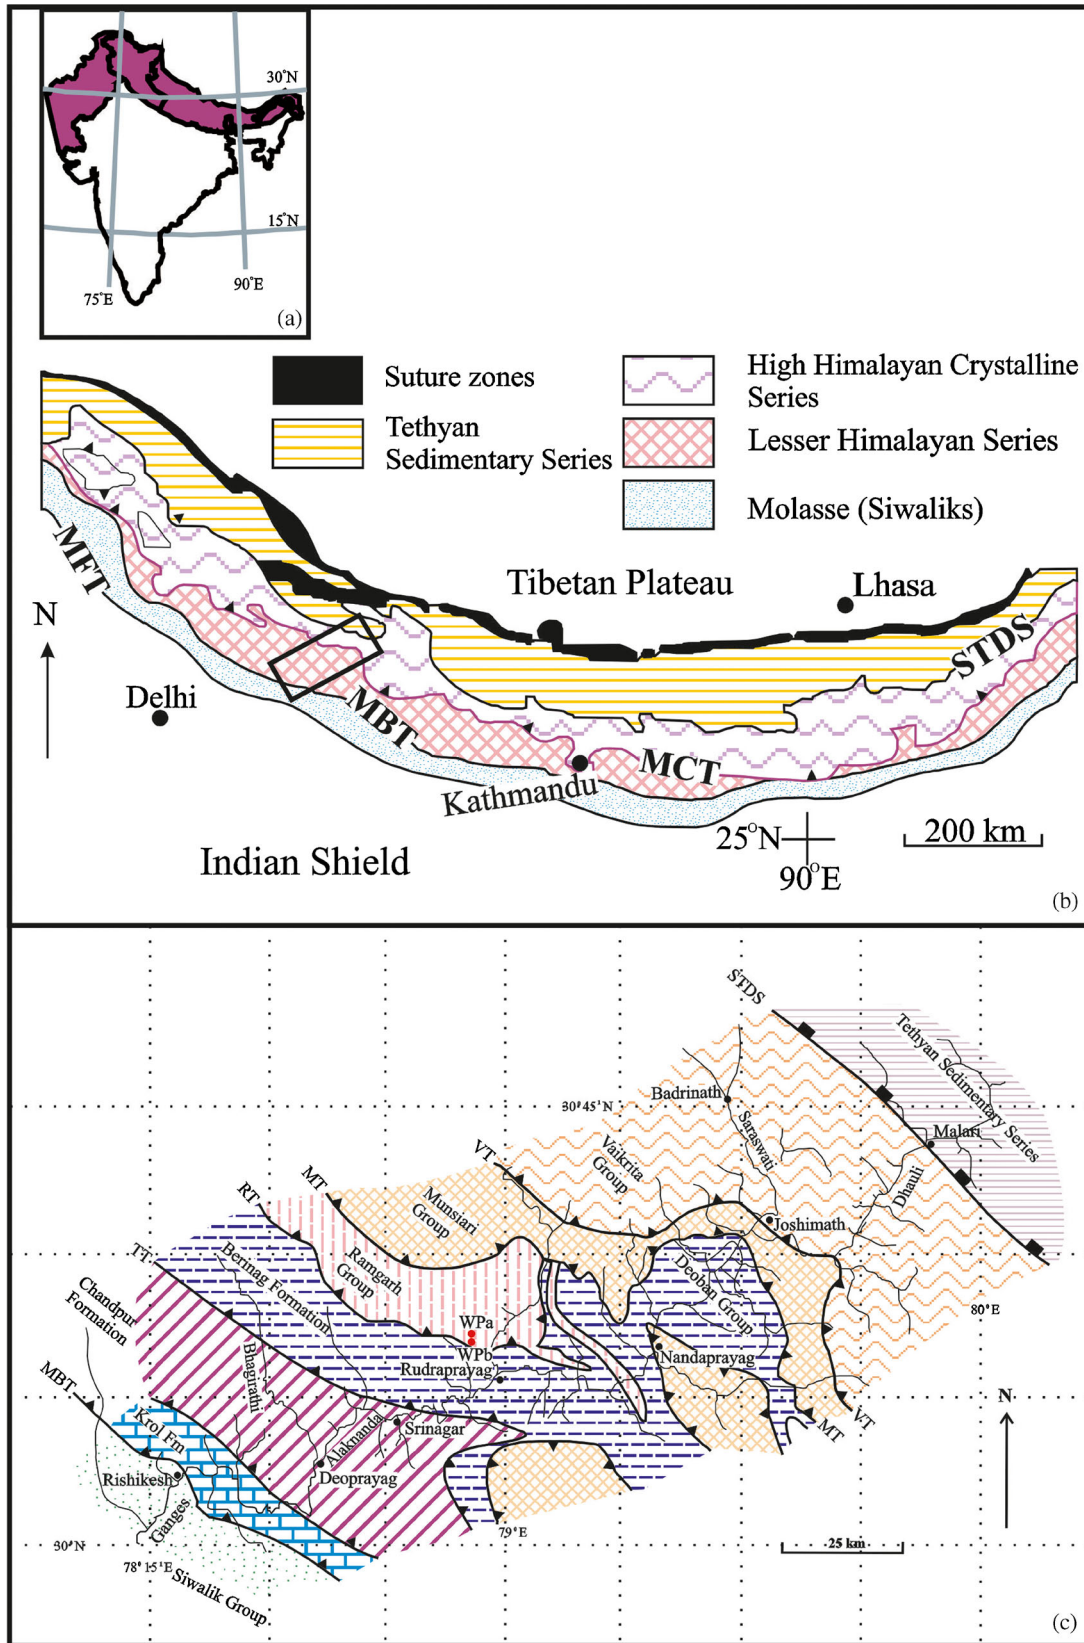 30°N
15°N
75°E
90°E
(a)
Suture zones
Tethyan
Sedimentary Series
High Himalayan Crystalline
Series
Lesser Himalayan Series
Molasse (Siwaliks)
MFT
N
Delhi
Tibetan Plateau
Lhasa
STDS
MBT
MCT
Kathmandu
25°N
90°E
200 km
Indian Shield
(b)
STDS
Tethyan Sedimentary Series
Badrinath
30°45'N
Saraswati
Malari
Dhauli
VT
Vaikrita
Group
MT
Munsiari
Group
Joshimath
RT
Ramgarh
Group
Berinag Formation
Deoban Group
TT
Chandpur
Formation
80°E
WPa
WPb
Rudraprayag
Nandaprayag
Bhagirathi
MBT
Krol Fm
Alaknanda
Srinagar
Deoprayag
MT
VT
N
Rishikesh
Ganges
79°E
30°N
78°15'E
Siwalik Group
25 km
(c)